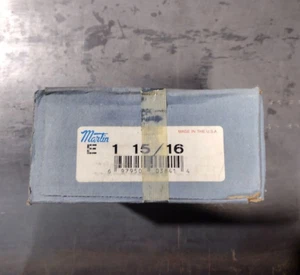 Martin
MADE IN THE U.S.A.
E 1 15/16